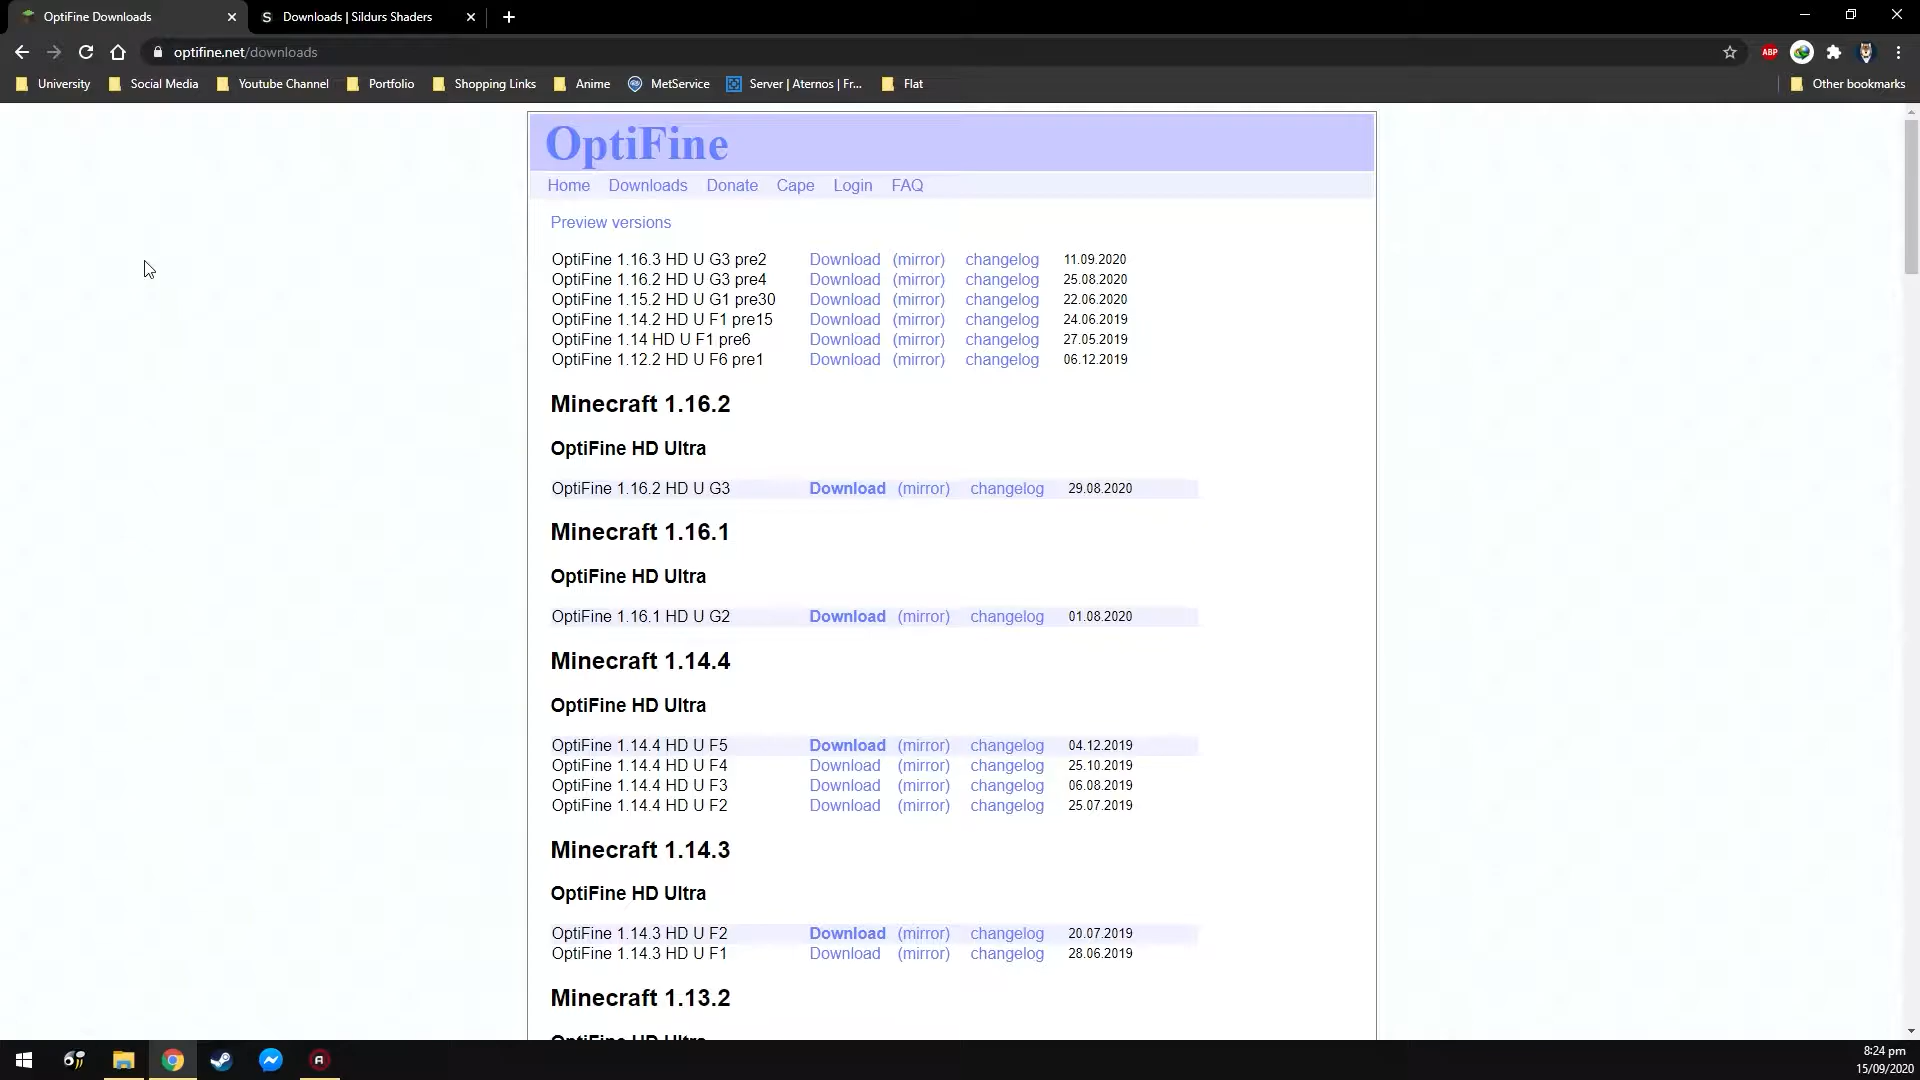 OptiFine Downloads
Downloads | Sildurs Shaders
optifine.net/downloads
ABP
University Social Media Youtube Channel Portfolio Shopping Links Anime MetService Server | Aternos | Fr... Flat Other bookmarks
OptiFine
Home Downloads Donate Cape Login FAQ
Preview versions
OptiFine 1.16.3 HD U G3 pre2 Download (mirror) changelog 11.09.2020
OptiFine 1.16.2 HD U G3 pre4 Download (mirror) changelog 25.08.2020
OptiFine 1.15.2 HD U G1 pre30 Download (mirror) changelog 22.06.2020
OptiFine 1.14.2 HD U F1 pre15 Download (mirror) changelog 24.06.2019
OptiFine 1.14 HD U F1 pre6 Download (mirror) changelog 27.05.2019
OptiFine 1.12.2 HD U F6 pre1 Download (mirror) changelog 06.12.2019
Minecraft 1.16.2
OptiFine HD Ultra
OptiFine 1.16.2 HD U G3 Download (mirror) changelog 29.08.2020
Minecraft 1.16.1
OptiFine HD Ultra
OptiFine 1.16.1 HD U G2 Download (mirror) changelog 01.08.2020
Minecraft 1.14.4
OptiFine HD Ultra
OptiFine 1.14.4 HD U F5 Download (mirror) changelog 04.12.2019
OptiFine 1.14.4 HD U F4 Download (mirror) changelog 25.10.2019
OptiFine 1.14.4 HD U F3 Download (mirror) changelog 06.08.2019
OptiFine 1.14.4 HD U F2 Download (mirror) changelog 25.07.2019
Minecraft 1.14.3
OptiFine HD Ultra
OptiFine 1.14.3 HD U F2 Download (mirror) changelog 20.07.2019
OptiFine 1.14.3 HD U F1 Download (mirror) changelog 28.06.2019
Minecraft 1.13.2
OptiFine HD Ultra
8:24 pm
15/09/2020